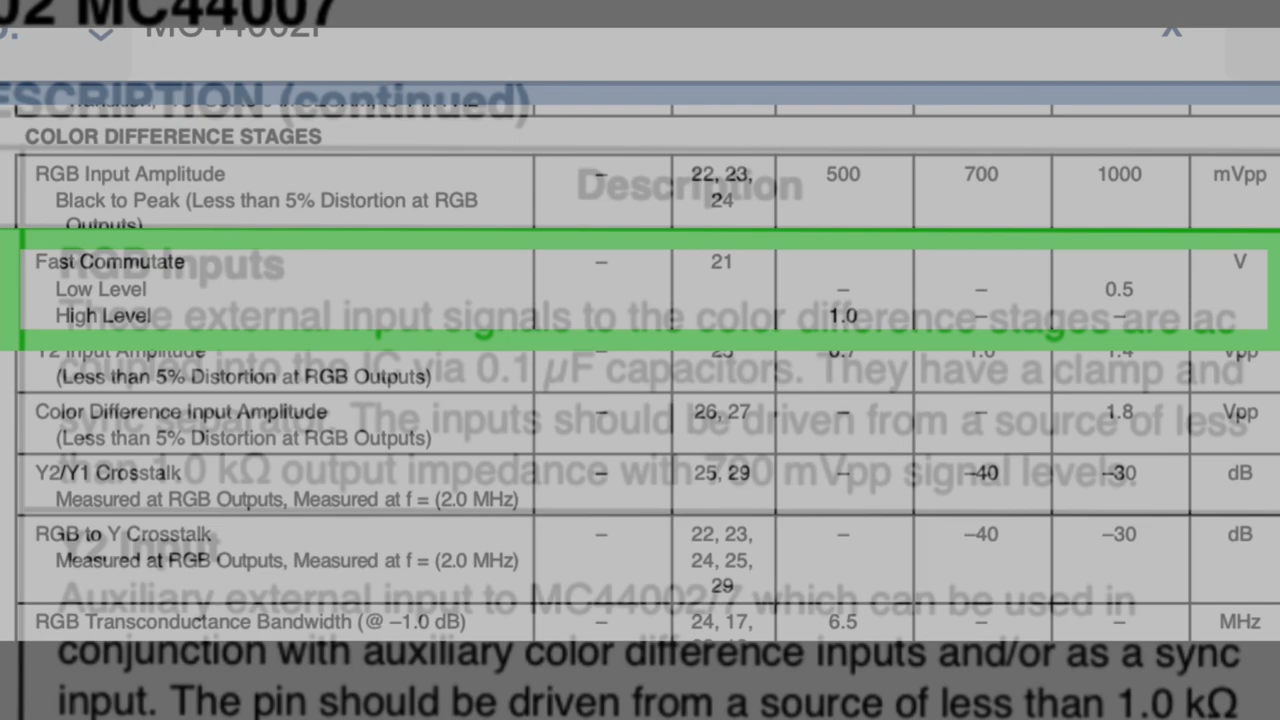 02 MC44007
MC44002P
ESCRIPTION (continued)
COLOR DIFFERENCE STAGES
Description
RGB Input Amplitude – 22, 23, 500 700 1000 mVpp
Black to Peak (Less than 5% Distortion at RGB 24
Outputs)
RGB Inputs
Fast Commutate – 21 V
Low Level – – 0.5
High Level 1.0 – –
These external input signals to the color difference stages are ac
Y2 Input Amplitude – 25 0.7 1.0 1.4 Vpp
(Less than 5% Distortion at RGB Outputs)
coupled into the IC via 0.1 µF capacitors. They have a clamp and
Color Difference Input Amplitude – 26, 27 – – 1.8 Vpp
(Less than 5% Distortion at RGB Outputs)
sync separator. The inputs should be driven from a source of less
Y2/Y1 Crosstalk – 25, 29 – –40 –30 dB
Measured at RGB Outputs, Measured at f = (2.0 MHz)
than 1.0 kΩ output impedance with 700 mVpp signal levels.
RGB to Y Crosstalk – 22, 23, – –40 –30 dB
Measured at RGB Outputs, Measured at f = (2.0 MHz) 24, 25,
29
Y2 Input
Auxiliary external input to MC44002/7 which can be used in
RGB Transconductance Bandwidth (@ –1.0 dB) – 24, 17, 6.5 – – MHz
conjunction with auxiliary color difference inputs and/or as a sync
input. The pin should be driven from a source of less than 1.0 kΩ